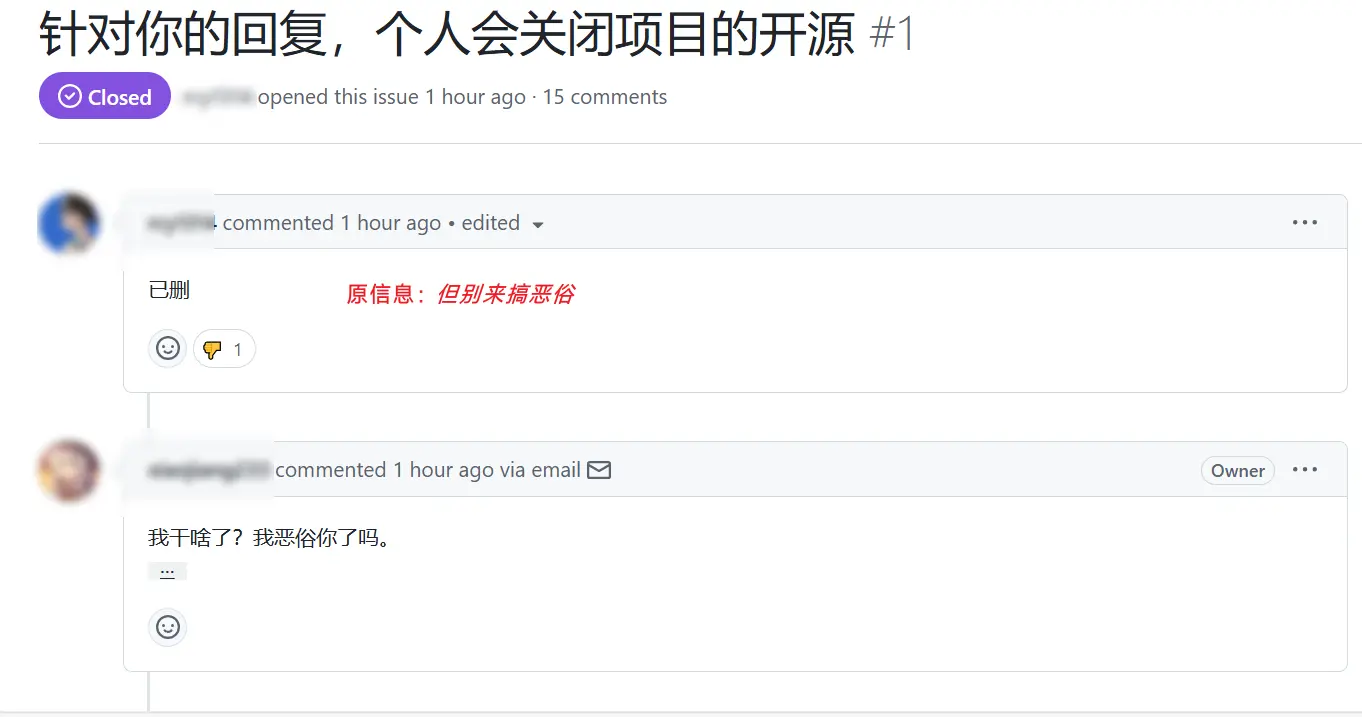 针对你的回复，个人会关闭项目的开源 #1
Closed opened this issue 1 hour ago · 15 comments
commented 1 hour ago • edited
已删 原信息：但别来搞恶俗
1
commented 1 hour ago via email Owner
我干啥了？我恶俗你了吗。
...